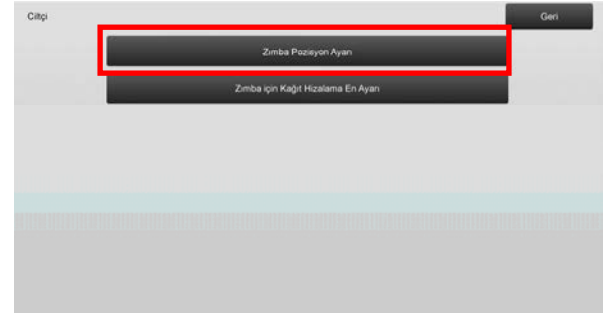 Ciltçi
Geri
Zımba Pozisyon Ayarı
Zımba için Kağıt Hizalama En Ayarı